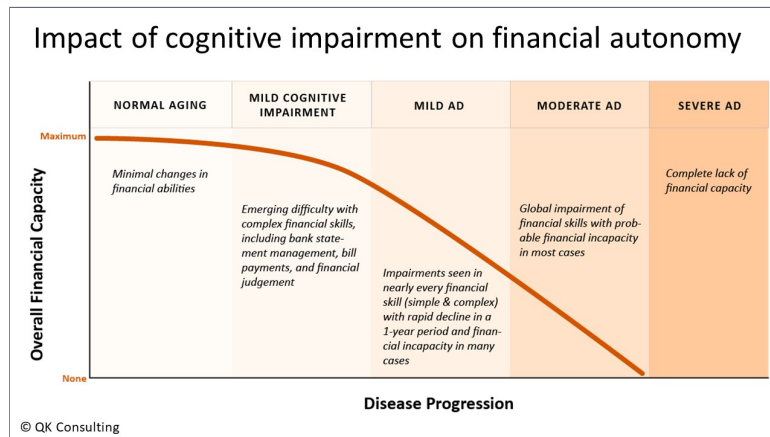 Impact of cognitive impairment on financial autonomy
NORMAL AGING
MILD COGNITIVE
IMPAIRMENT
MILD AD
MODERATE AD
SEVERE AD
Maximum
Overall Financial Capacity
None
Minimal changes in
financial abilities
Emerging difficulty with
complex financial skills,
including bank state-
ment management, bill
payments, and financial
judgement
Impairments seen in
nearly every financial
skill (simple & complex)
with rapid decline in a
1-year period and finan-
cial incapacity in many
cases
Global impairment of
financial skills with prob-
able financial incapacity
in most cases
Complete lack of
financial capacity
Disease Progression
© QK Consulting